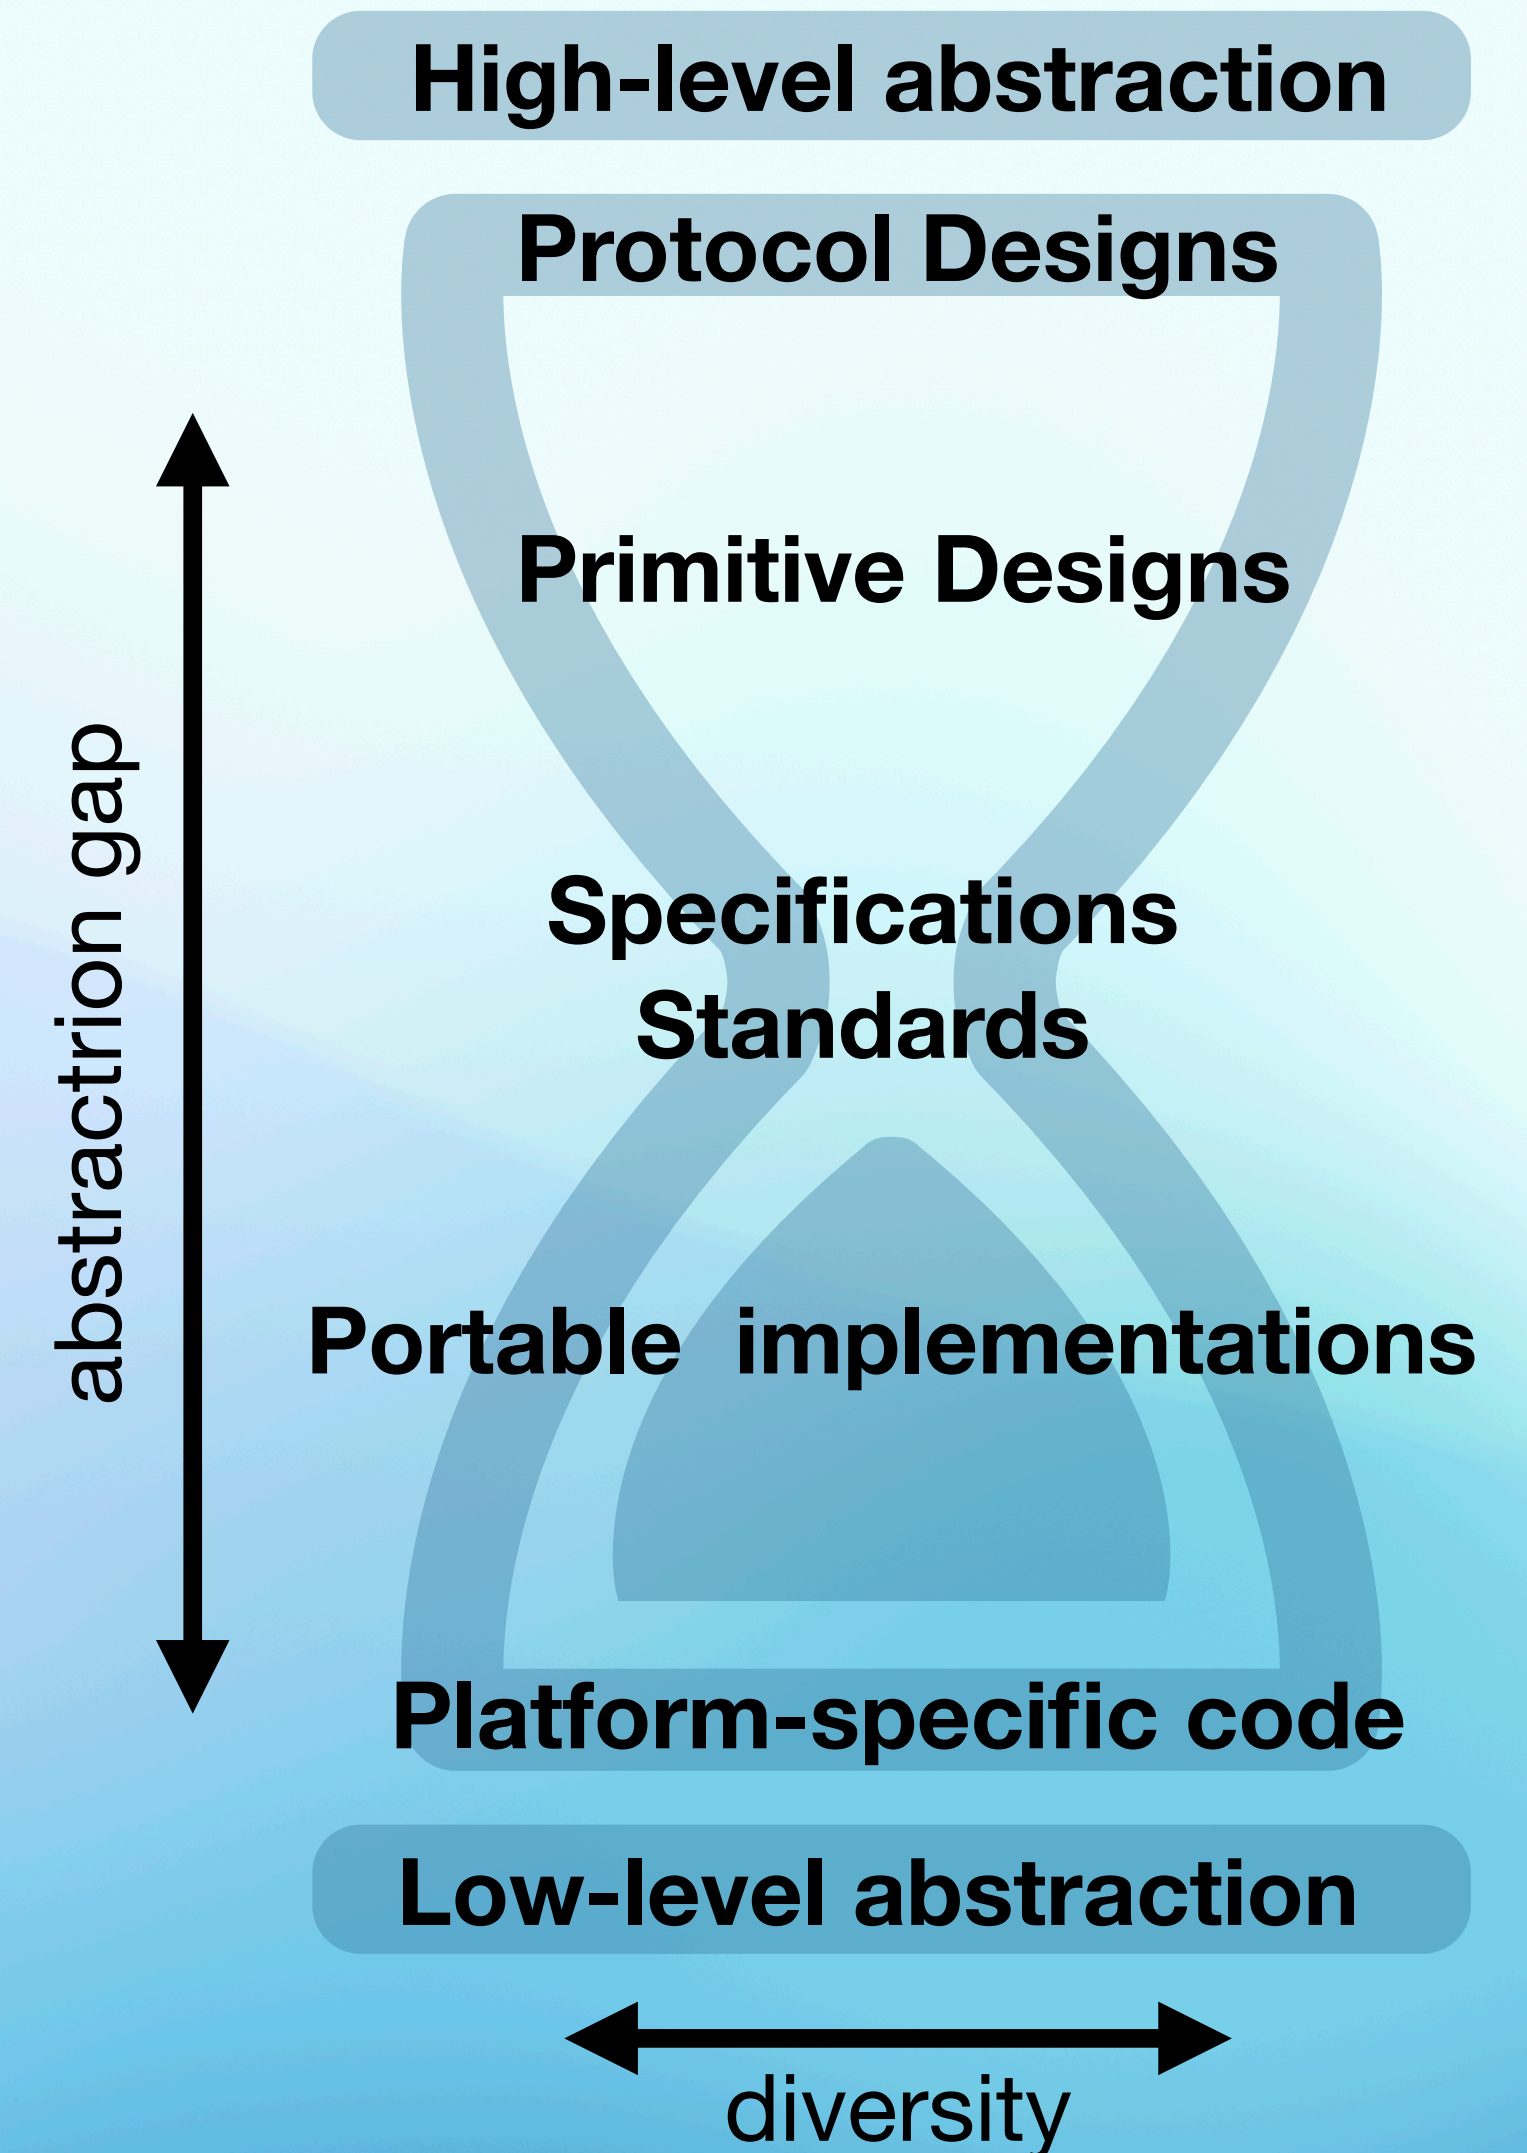 High-level abstraction
Protocol Designs
Primitive Designs
abstractrion gap
Specifications
Standards
Portable  implementations
Platform-specific code
Low-level abstraction
diversity